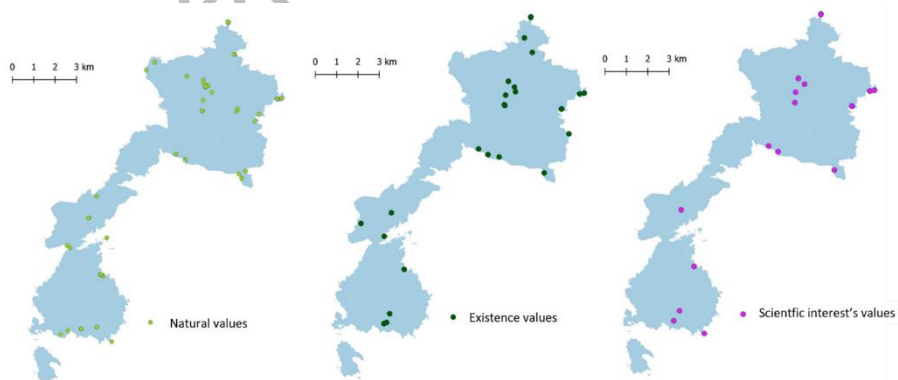 0 1 2 3 km
0 1 2 3 km
0 1 2 3 km
Natural values
Existence values
Scientfic interest's values